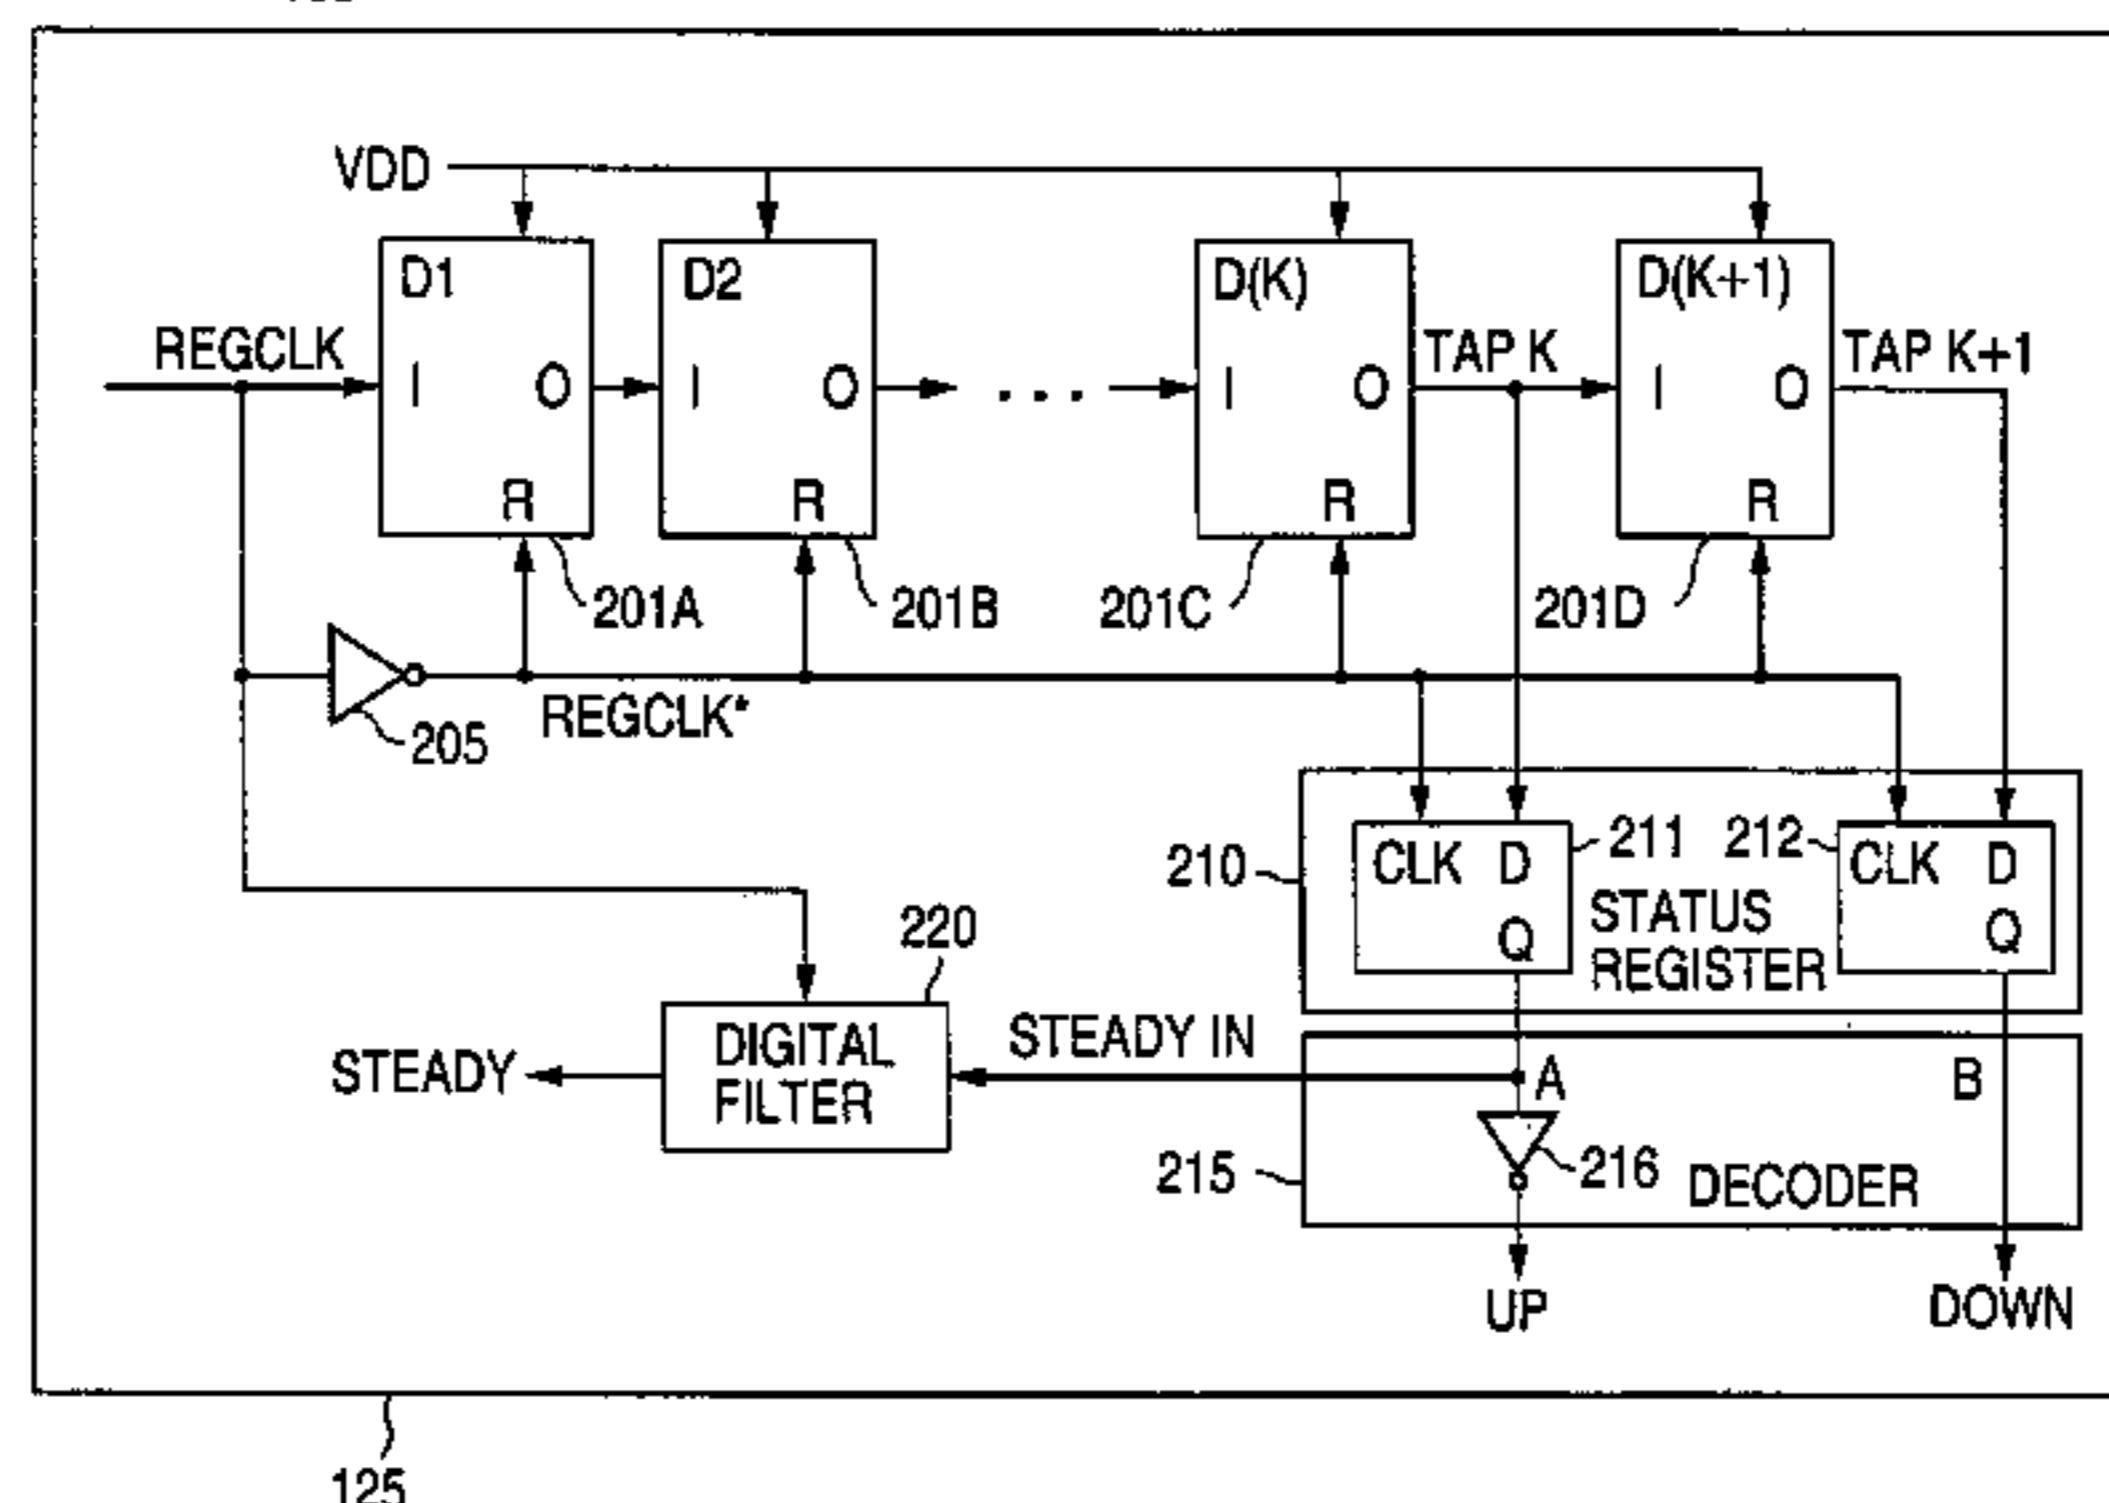 VDD
D1
D2
D(K)
D(K+1)
REGCLK
I O
I O
...
I O
TAP K
I O
TAP K+1
R
R
R
R
201A
201B
201C
201D
REGCLK*
205
210
CLK D
Q
211
STATUS
REGISTER
212
CLK D
Q
220
DIGITAL
FILTER
STEADY
STEADY IN
A
B
215
216
DECODER
UP
DOWN
125